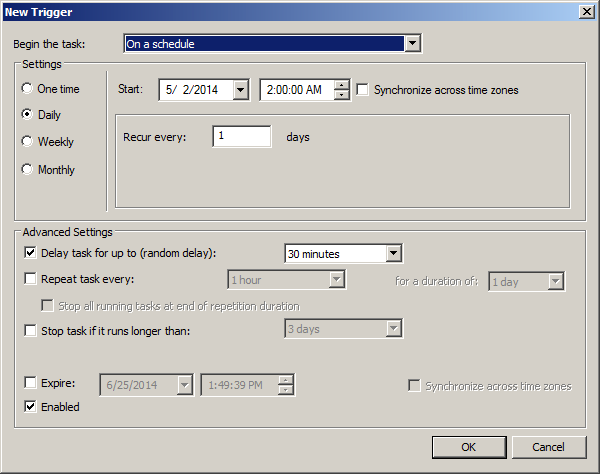 New Trigger
Begin the task: On a schedule
Settings
One time Start: 5/ 2/2014 2:00:00 AM Synchronize across time zones
Daily
Recur every: 1 days
Weekly
Monthly
Advanced Settings
Delay task for up to (random delay): 30 minutes
Repeat task every: 1 hour for a duration of: 1 day
Stop all running tasks at end of repetition duration
Stop task if it runs longer than: 3 days
Expire: 6/25/2014 1:49:39 PM Synchronize across time zones
Enabled
OK Cancel